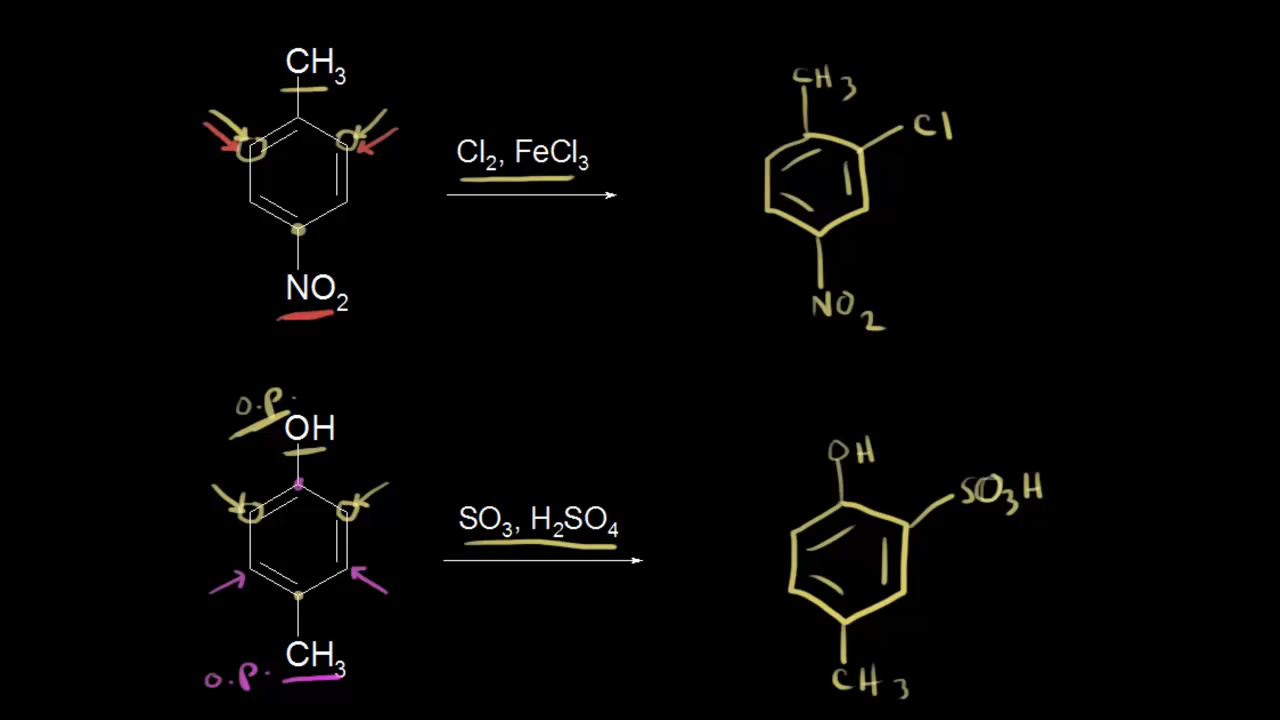 CH₃
Cl₂, FeCl₃
NO₂
CH₃
Cl
NO₂
O.P.
OH
SO₃, H₂SO₄
O.P.
CH₃
OH
SO₃H
CH₃